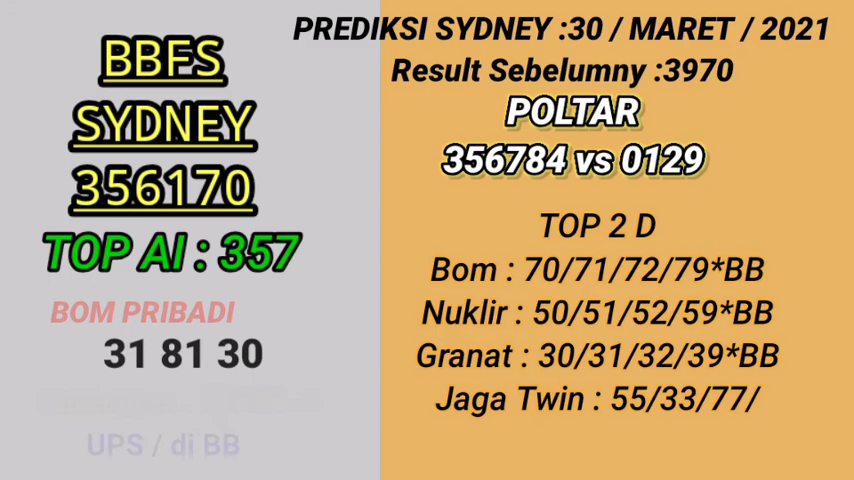 BBFS
SYDNEY
356170
TOP AI : 357
BOM PRIBADI
31 81 30
UPS / di BB
PREDIKSI SYDNEY :30 / MARET / 2021
Result Sebelumny :3970
POLTAR
356784 vs 0129
TOP 2 D
Bom : 70/71/72/79*BB
Nuklir : 50/51/52/59*BB
Granat : 30/31/32/39*BB
Jaga Twin : 55/33/77/